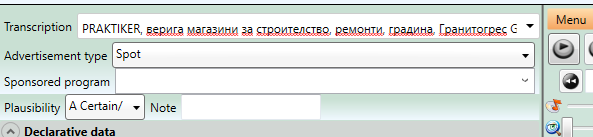 Transcription PRAKTIKER, верига магазини за строителство, ремонти, градина, Гранитогрес G
Menu
Advertisement type Spot
Sponsored program
Plausibility A Certain/ Note
Declarative data